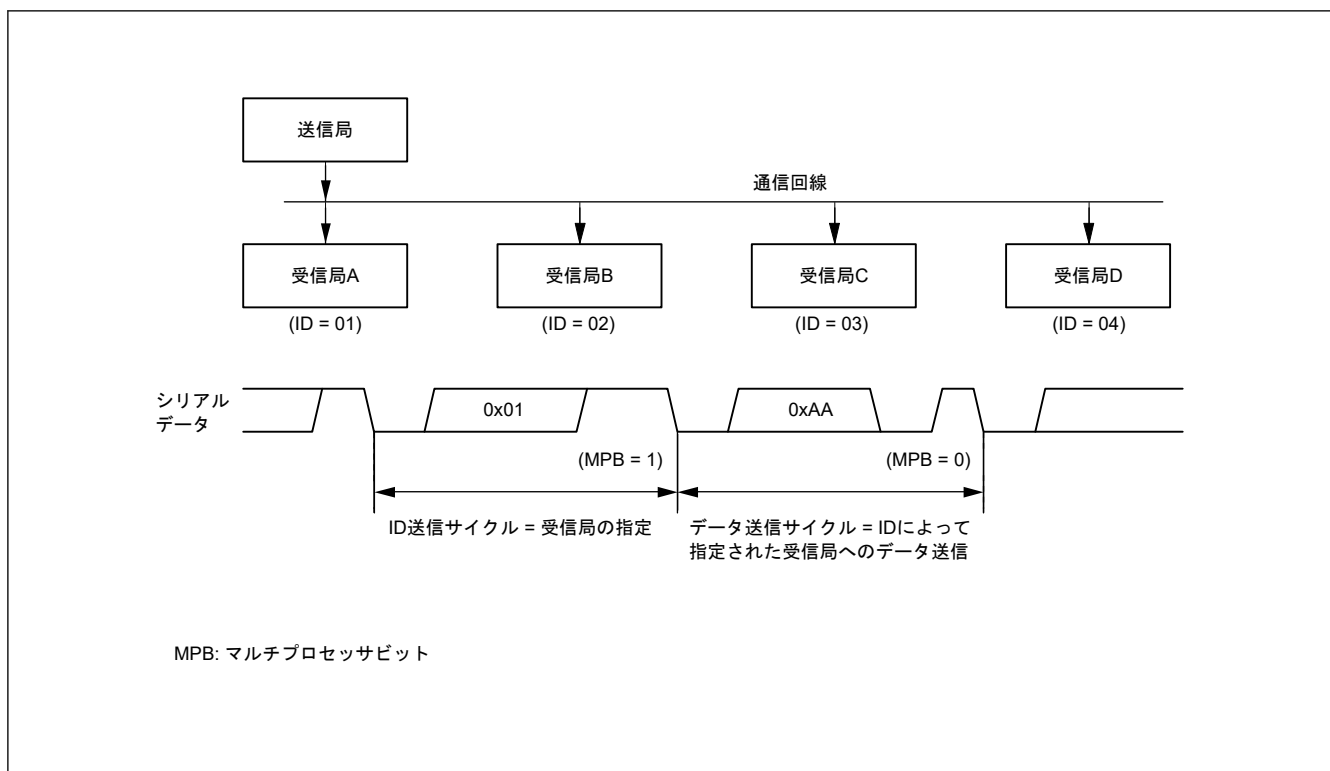 送信局
通信回線
受信局A
受信局B
受信局C
受信局D
(ID = 01)
(ID = 02)
(ID = 03)
(ID = 04)
シリアル
データ
0x01
0xAA
(MPB = 1)
(MPB = 0)
ID送信サイクル = 受信局の指定
データ送信サイクル = IDによって
指定された受信局へのデータ送信
MPB: マルチプロセッサビット